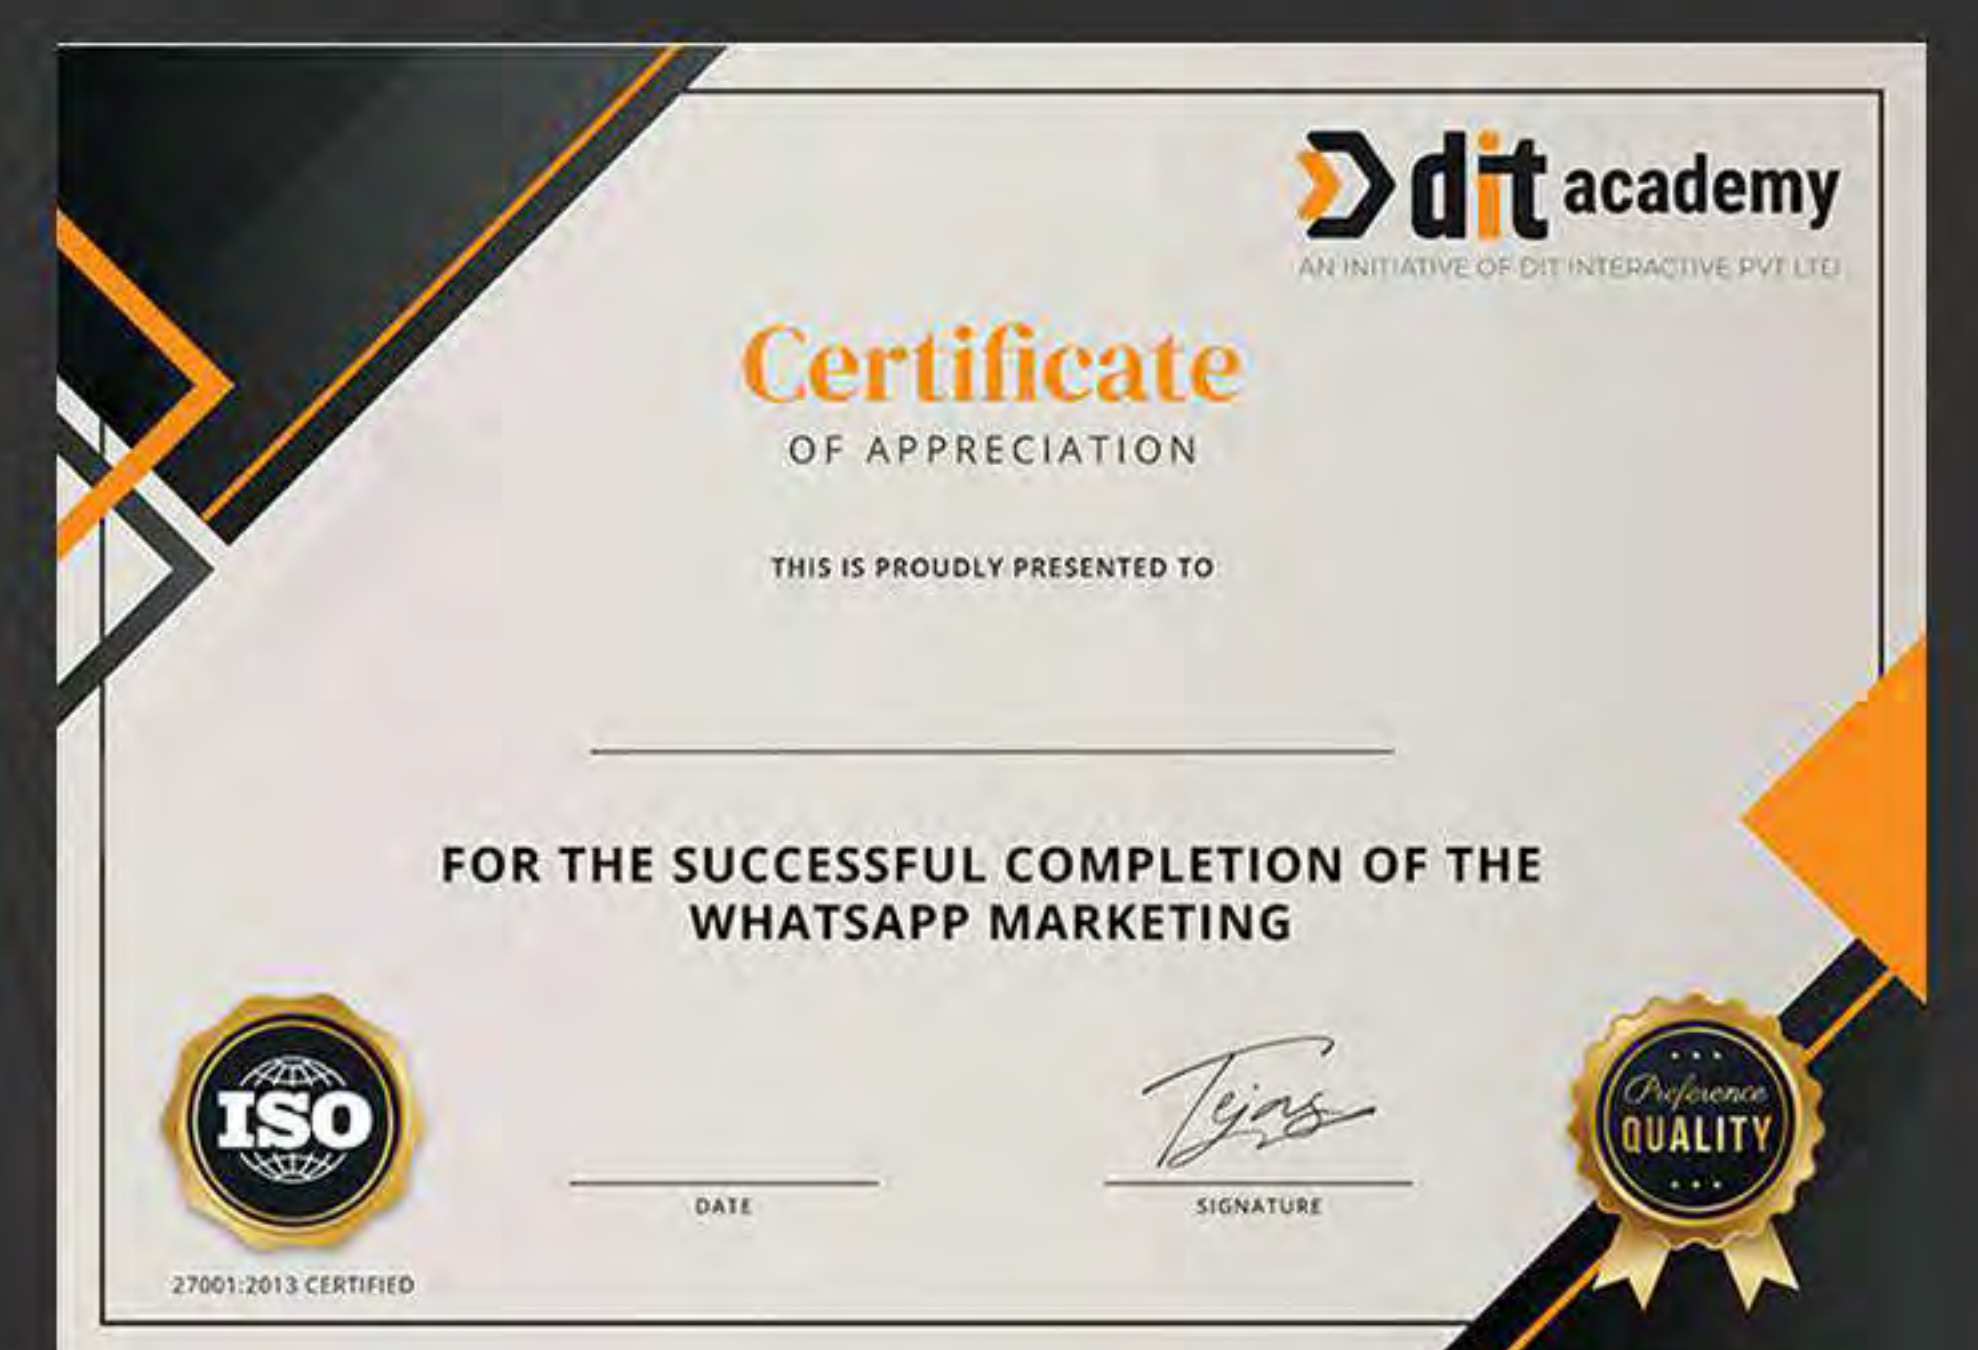 dit academy
AN INITIATIVE OF DIT INTERACTIVE PVT LTD
Certificate
OF APPRECIATION
THIS IS PROUDLY PRESENTED TO
FOR THE SUCCESSFUL COMPLETION OF THE
WHATSAPP MARKETING
ISO
27001:2013 CERTIFIED
DATE
Tejas
SIGNATURE
Preference
QUALITY